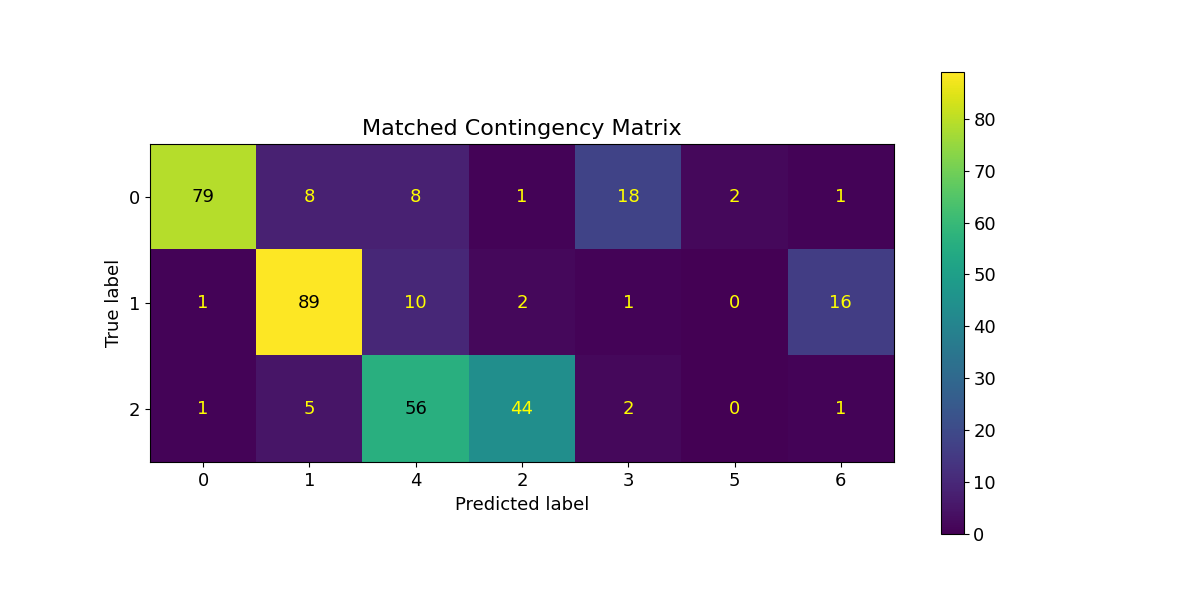 Matched Contingency Matrix
True label
0 79 8 8 1 18 2 1
1 1 89 10 2 1 0 16
2 1 5 56 44 2 0 1
0 1 4 2 3 5 6
Predicted label
80
70
60
50
40
30
20
10
0